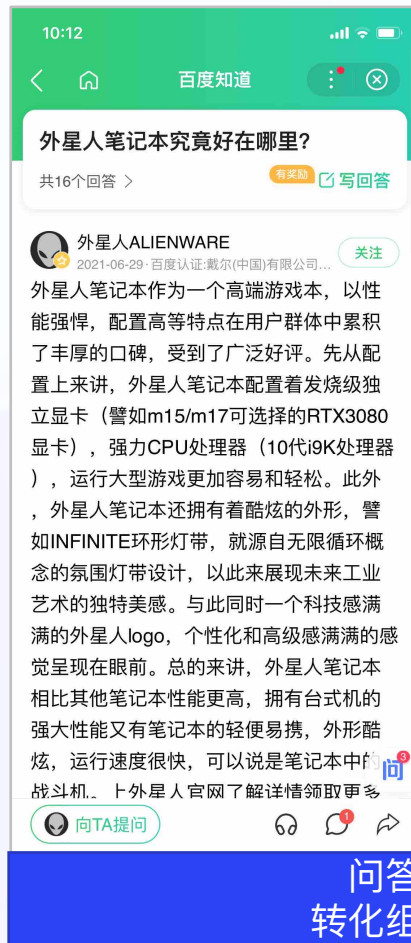 10:12
百度知道
外星人笔记本究竟好在哪里?
共16个回答
有奖励
写回答
外星人ALIENWARE
2021-06-29·百度认证:戴尔(中国)有限公司...
关注
外星人笔记本作为一个高端游戏本，以性
能强悍，配置高等特点在用户群体中累积
了丰厚的口碑，受到了广泛好评。先从配
置上来讲，外星人笔记本配置着发烧级独
立显卡（譬如m15/m17可选择的RTX3080
显卡），强力CPU处理器（10代i9K处理器
），运行大型游戏更加容易和轻松。此外
，外星人笔记本还拥有着酷炫的外形，譬
如INFINITE环形灯带，就源自无限循环概
念的氛围灯带设计，以此来展现未来工业
艺术的独特美感。与此同时一个科技感满
满的外星人logo，个性化和高级感满满的感
觉呈现在眼前。总的来讲，外星人笔记本
相比其他笔记本性能更高，拥有台式机的
强大性能又有笔记本的轻便易携，外形酷
炫，运行速度很快，可以说是笔记本中的
问
3
战斗机。上外星人官网了解详情领取更多
向TA提问
1
问答
转化组